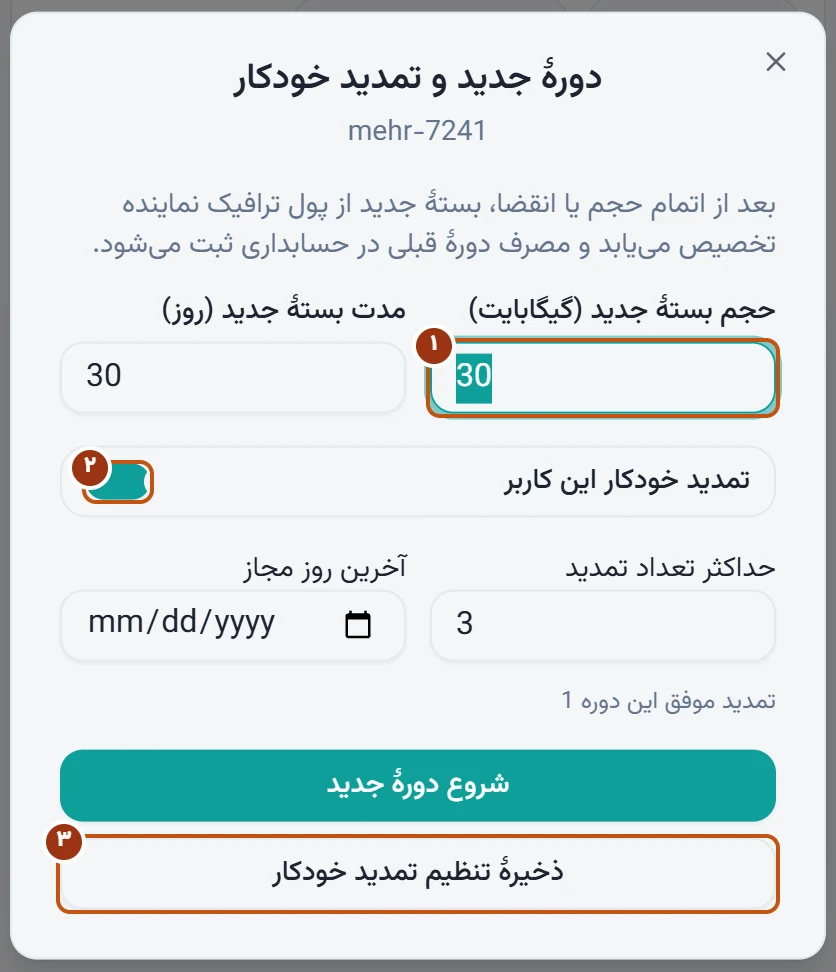 دورهٔ جدید و تمدید خودکار
mehr-7241
بعد از اتمام حجم یا انقضا، بستهٔ جدید از پول ترافیک نماینده
تخصیص می‌یابد و مصرف دورهٔ قبلی در حسابداری ثبت می‌شود.
حجم بستهٔ جدید (گیگابایت)
۱
30
مدت بستهٔ جدید (روز)
30
تمدید خودکار این کاربر
۲
حداکثر تعداد تمدید
3
آخرین روز مجاز
mm/dd/yyyy
تمدید موفق این دوره 1
شروع دورهٔ جدید
۳
ذخیرهٔ تنظیم تمدید خودکار